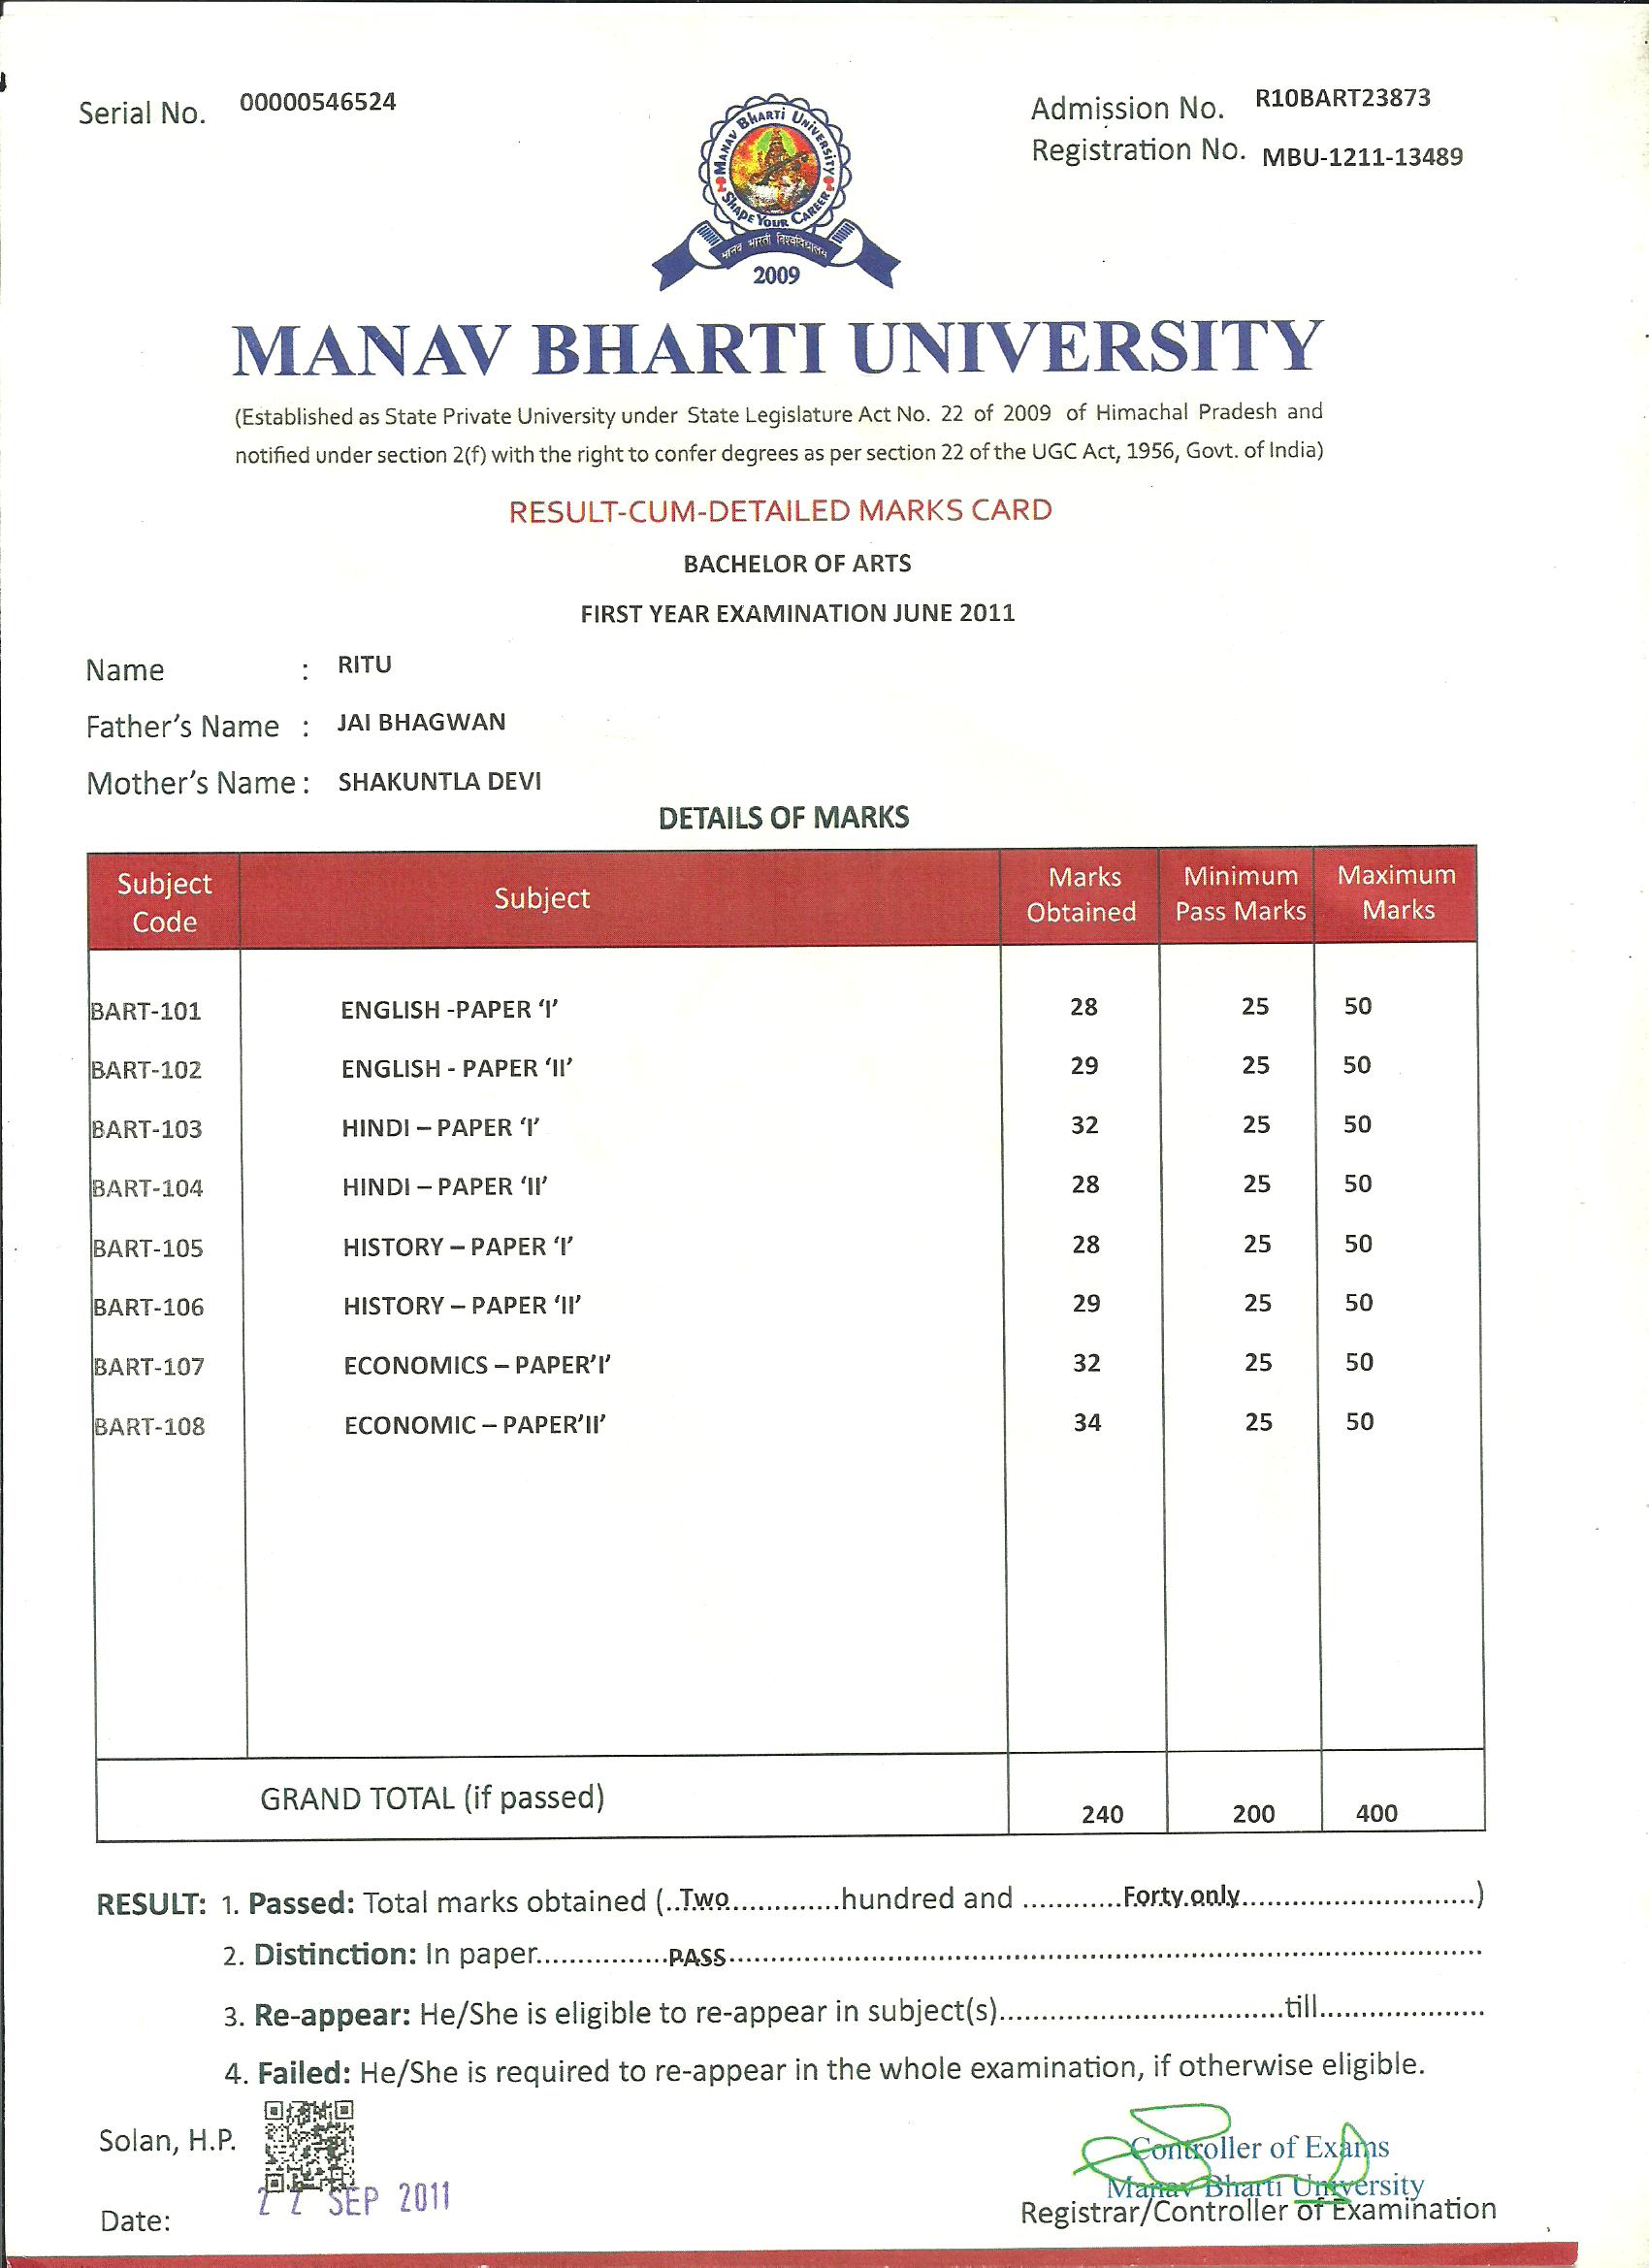 Serial No. 00000546524
Admission No. R10BART23873
Registration No. MBU-1211-13489
MANAV BHARTI UNIVERSITY
SHAPE YOUR CAREER
मानव भारती विश्वविद्यालय
2009
MANAV BHARTI UNIVERSITY
(Established as State Private University under State Legislature Act No. 22 of 2009 of Himachal Pradesh and
notified under section 2(f) with the right to confer degrees as per section 22 of the UGC Act, 1956, Govt. of India)
RESULT-CUM-DETAILED MARKS CARD
BACHELOR OF ARTS
FIRST YEAR EXAMINATION JUNE 2011
Name : RITU
Father's Name : JAI BHAGWAN
Mother's Name : SHAKUNTLA DEVI
DETAILS OF MARKS
Subject Code Subject Marks Obtained Minimum Pass Marks Maximum Marks
BART-101 ENGLISH -PAPER ‘I’ 28 25 50
BART-102 ENGLISH - PAPER ‘II’ 29 25 50
BART-103 HINDI – PAPER ‘I’ 32 25 50
BART-104 HINDI – PAPER ‘II’ 28 25 50
BART-105 HISTORY – PAPER ‘I’ 28 25 50
BART-106 HISTORY – PAPER ‘II’ 29 25 50
BART-107 ECONOMICS – PAPER’I’ 32 25 50
BART-108 ECONOMIC – PAPER’II’ 34 25 50
GRAND TOTAL (if passed) 240 200 400
RESULT: 1. Passed: Total marks obtained (..Two..............hundred and ............Forty only............................)
2. Distinction: In paper................PASS................................................................
3. Re-appear: He/She is eligible to re-appear in subject(s)..............................till....................
4. Failed: He/She is required to re-appear in the whole examination, if otherwise eligible.
Solan, H.P.
Controller of Exams
Manav Bharti University
Date: 22 SEP 2011
Registrar/Controller of Examination